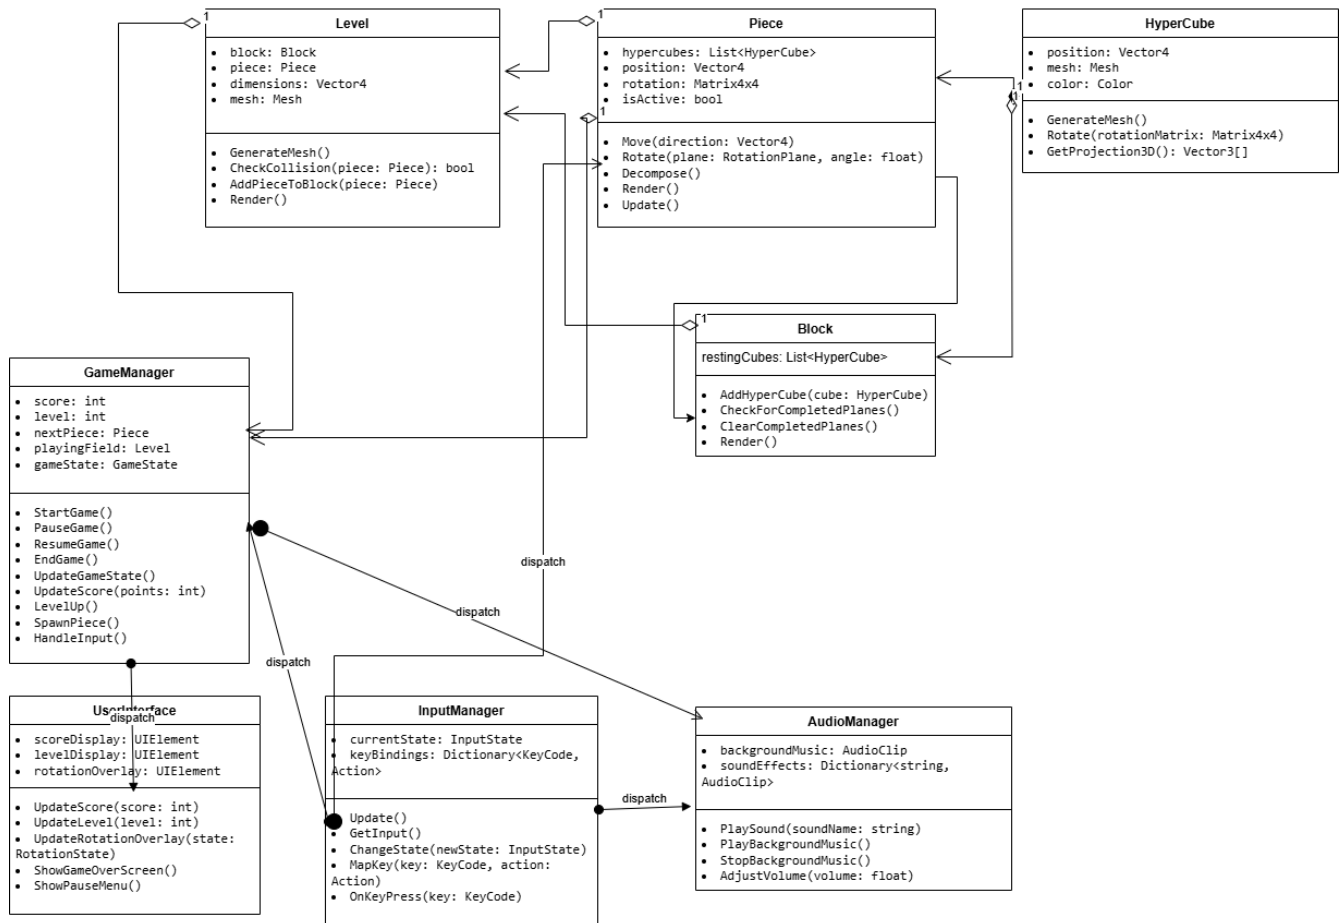 1
Level
block: Block
piece: Piece
dimensions: Vector4
mesh: Mesh
GenerateMesh()
CheckCollision(piece: Piece): bool
AddPieceToBlock(piece: Piece)
Render()
1
Piece
hypercubes: List<HyperCube>
position: Vector4
rotation: Matrix4x4
isActive: bool
1
Move(direction: Vector4)
Rotate(plane: RotationPlane, angle: float)
Decompose()
Render()
Update()
HyperCube
position: Vector4
mesh: Mesh
color: Color
1
1
GenerateMesh()
Rotate(rotationMatrix: Matrix4x4)
GetProjection3D(): Vector3[]
1
Block
restingCubes: List<HyperCube>
AddHyperCube(cube: HyperCube)
CheckForCompletedPlanes()
ClearCompletedPlanes()
Render()
GameManager
score: int
level: int
nextPiece: Piece
playingField: Level
gameState: GameState
StartGame()
PauseGame()
ResumeGame()
EndGame()
UpdateGameState()
UpdateScore(points: int)
LevelUp()
SpawnPiece()
HandleInput()
dispatch
dispatch
dispatch
UserInterface
dispatch
scoreDisplay: UIElement
levelDisplay: UIElement
rotationOverlay: UIElement
UpdateScore(score: int)
UpdateLevel(level: int)
UpdateRotationOverlay(state:
RotationState)
ShowGameOverScreen()
ShowPauseMenu()
InputManager
currentState: InputState
keyBindings: Dictionary<KeyCode,
Action>
Update()
GetInput()
ChangeState(newState: InputState)
MapKey(key: KeyCode, action:
Action)
OnKeyPress(key: KeyCode)
dispatch
AudioManager
backgroundMusic: AudioClip
soundEffects: Dictionary<string,
AudioClip>
PlaySound(soundName: string)
PlayBackgroundMusic()
StopBackgroundMusic()
AdjustVolume(volume: float)